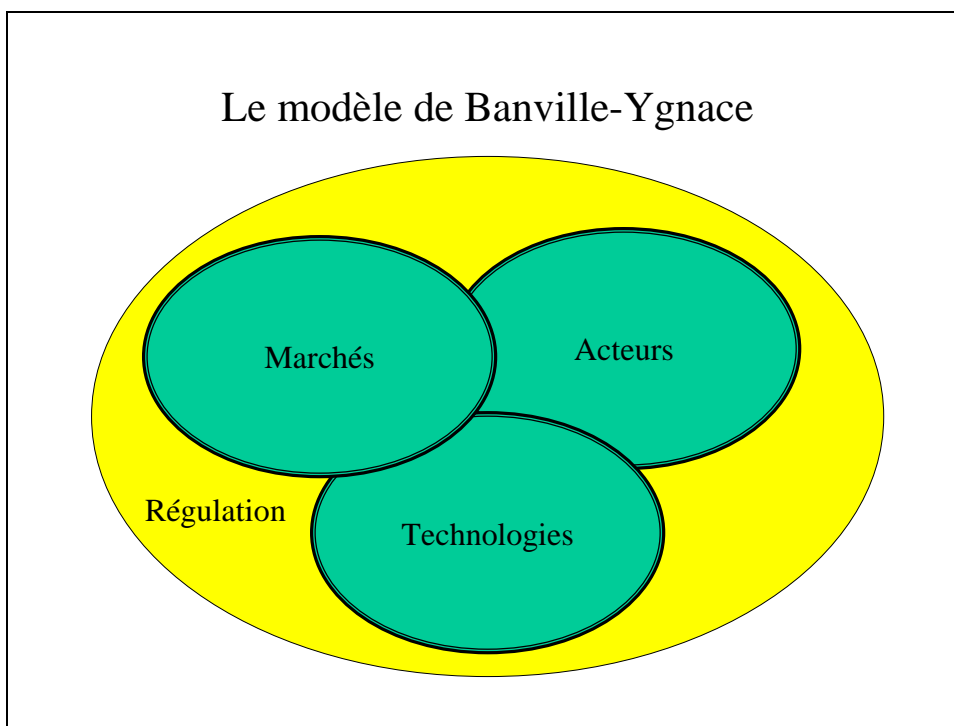 Le modèle de Banville-Ygnace
Marchés
Acteurs
Régulation
Technologies